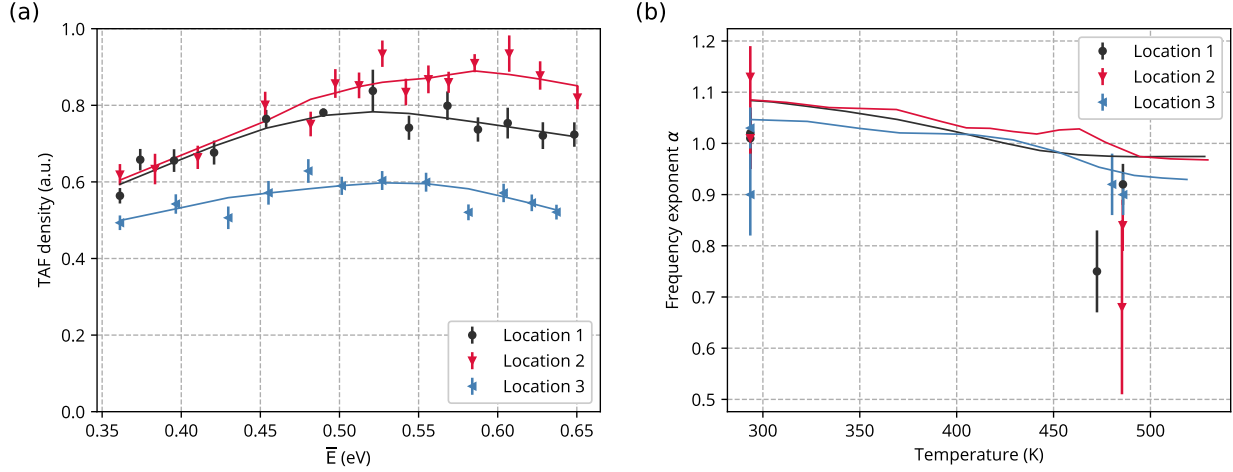 (a)
TAF density (a.u.)
1.0
0.8
0.6
0.4
0.2
0.0
0.35 0.40 0.45 0.50 0.55 0.60 0.65
E̅ (eV)
Location 1
Location 2
Location 3
(b)
Frequency exponent α
1.2
1.1
1.0
0.9
0.8
0.7
0.6
0.5
300 350 400 450 500
Temperature (K)
Location 1
Location 2
Location 3